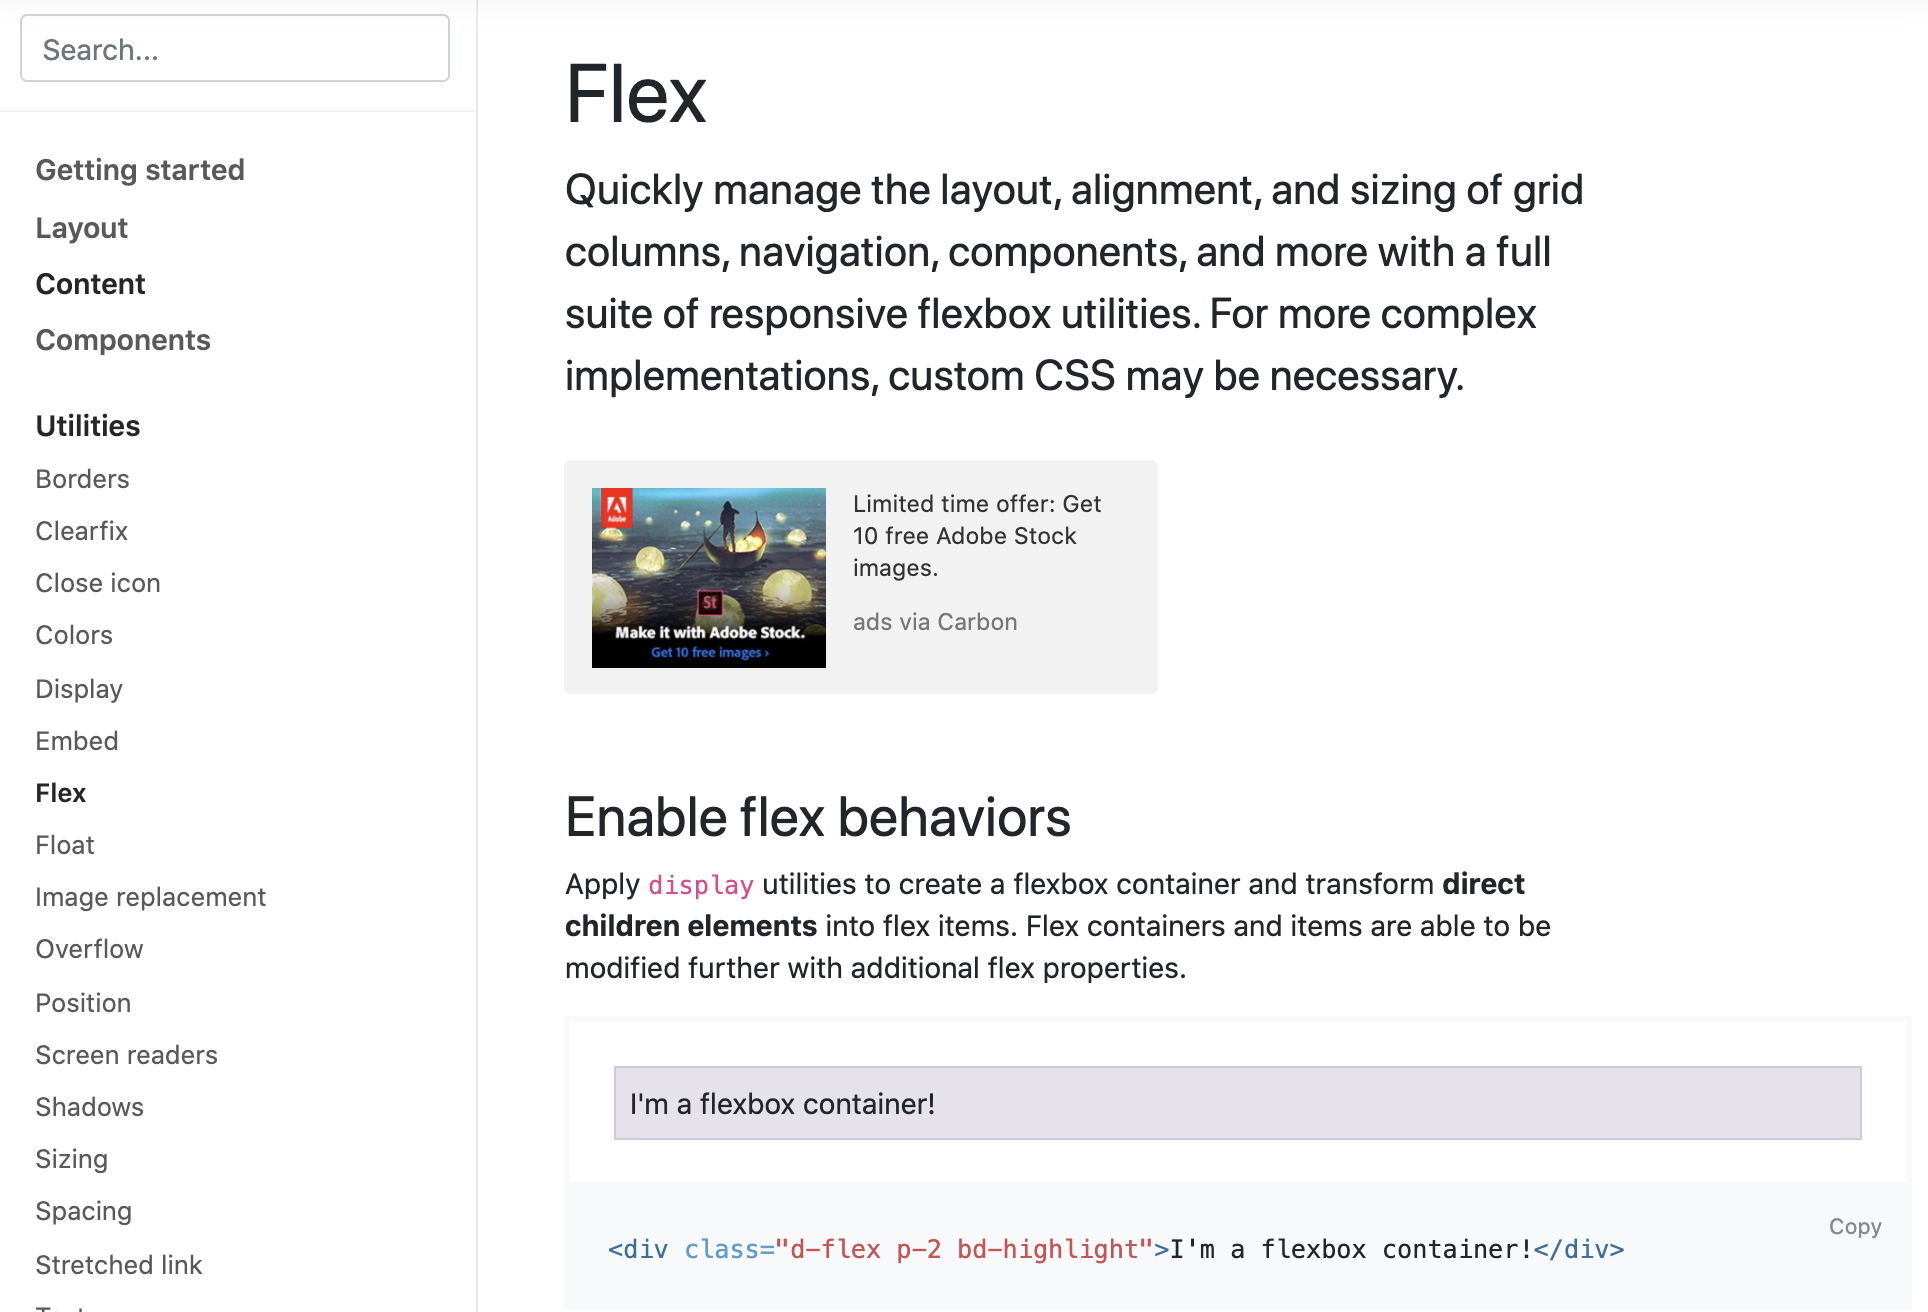 Search...
Getting started
Layout
Content
Components
Utilities
Borders
Clearfix
Close icon
Colors
Display
Embed
Flex
Float
Image replacement
Overflow
Position
Screen readers
Shadows
Sizing
Spacing
Stretched link
Flex
Quickly manage the layout, alignment, and sizing of grid
columns, navigation, components, and more with a full
suite of responsive flexbox utilities. For more complex
implementations, custom CSS may be necessary.
Adobe
St
Make it with Adobe Stock.
Get 10 free images ›
Limited time offer: Get
10 free Adobe Stock
images.
ads via Carbon
Enable flex behaviors
Apply display utilities to create a flexbox container and transform direct
children elements into flex items. Flex containers and items are able to be
modified further with additional flex properties.
I'm a flexbox container!
Copy
<div class="d-flex p-2 bd-highlight">I'm a flexbox container!</div>